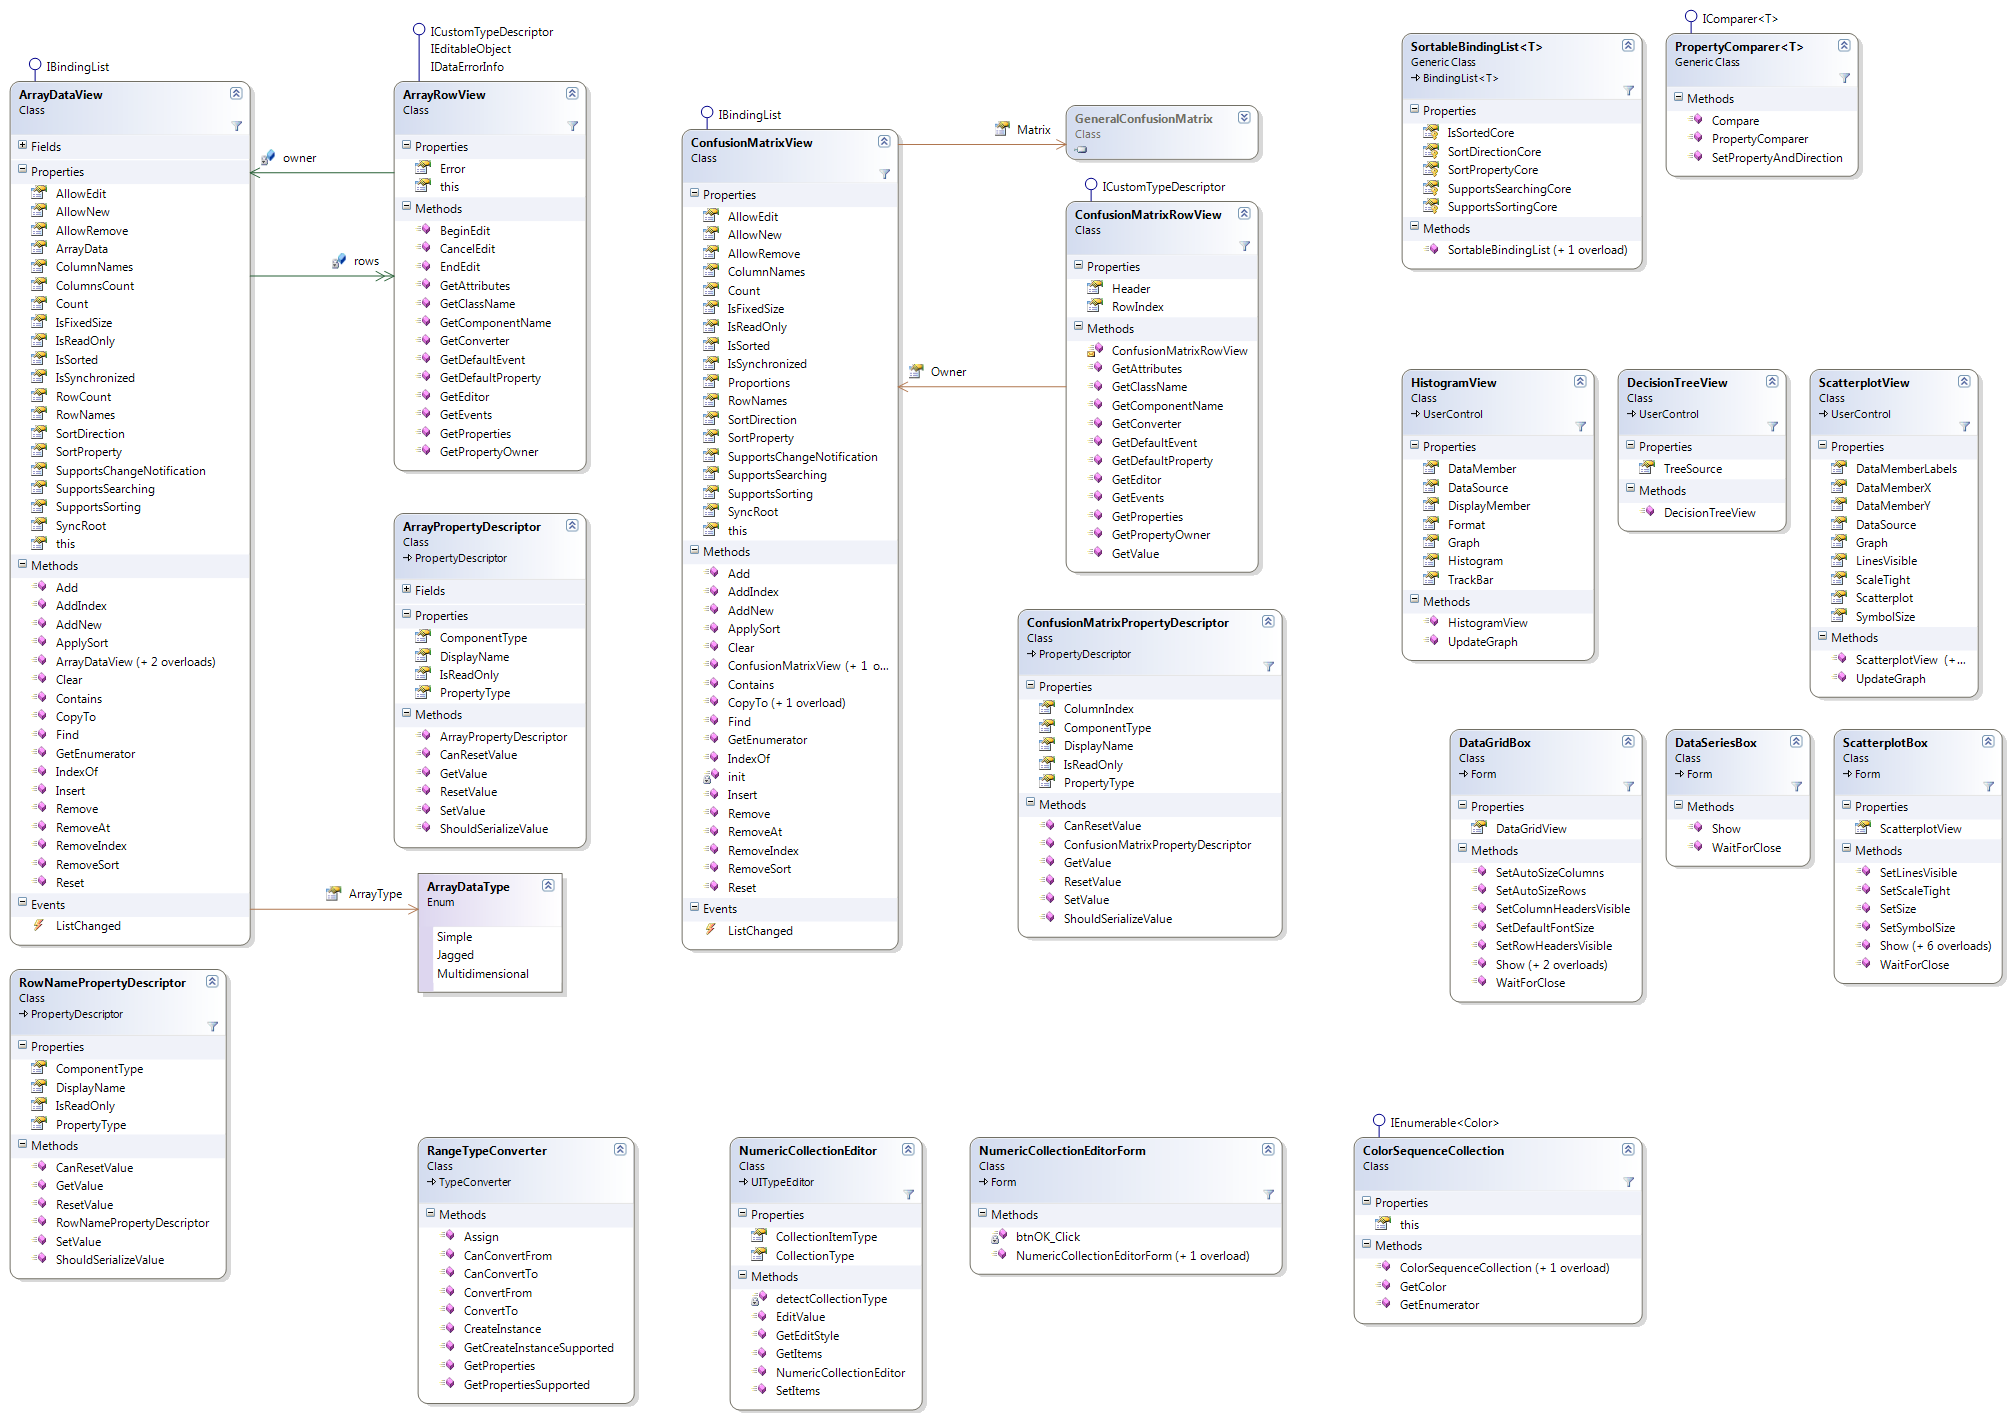 IBindingList
ArrayDataView
Class
Fields
Properties
AllowEdit
AllowNew
AllowRemove
ArrayData
ColumnNames
ColumnsCount
Count
IsFixedSize
IsReadOnly
IsSorted
IsSynchronized
RowCount
RowNames
SortDirection
SortProperty
SupportsChangeNotification
SupportsSearching
SupportsSorting
SyncRoot
this
Methods
Add
AddIndex
AddNew
ApplySort
ArrayDataView (+ 2 overloads)
Clear
Contains
CopyTo
Find
GetEnumerator
IndexOf
Insert
Remove
RemoveAt
RemoveIndex
RemoveSort
Reset
Events
ListChanged
owner
rows
ArrayType
ICustomTypeDescriptor
IEditableObject
IDataErrorInfo
ArrayRowView
Class
Properties
Error
this
Methods
BeginEdit
CancelEdit
EndEdit
GetAttributes
GetClassName
GetComponentName
GetConverter
GetDefaultEvent
GetDefaultProperty
GetEditor
GetEvents
GetProperties
GetPropertyOwner
ArrayPropertyDescriptor
Class
PropertyDescriptor
Fields
Properties
ComponentType
DisplayName
IsReadOnly
PropertyType
Methods
ArrayPropertyDescriptor
CanResetValue
GetValue
ResetValue
SetValue
ShouldSerializeValue
ArrayDataType
Enum
Simple
Jagged
Multidimensional
RowNamePropertyDescriptor
Class
PropertyDescriptor
Properties
ComponentType
DisplayName
IsReadOnly
PropertyType
Methods
CanResetValue
GetValue
ResetValue
RowNamePropertyDescriptor
SetValue
ShouldSerializeValue
IBindingList
ConfusionMatrixView
Class
Properties
AllowEdit
AllowNew
AllowRemove
ColumnNames
Count
IsFixedSize
IsReadOnly
IsSorted
IsSynchronized
Proportions
RowNames
SortDirection
SortProperty
SupportsChangeNotification
SupportsSearching
SupportsSorting
SyncRoot
this
Methods
Add
AddIndex
AddNew
ApplySort
Clear
ConfusionMatrixView (+ 1 o...
Contains
CopyTo (+ 1 overload)
Find
GetEnumerator
IndexOf
init
Insert
Remove
RemoveAt
RemoveIndex
RemoveSort
Reset
Events
ListChanged
Matrix
GeneralConfusionMatrix
Class
Owner
ICustomTypeDescriptor
ConfusionMatrixRowView
Class
Properties
Header
RowIndex
Methods
ConfusionMatrixRowView
GetAttributes
GetClassName
GetComponentName
GetConverter
GetDefaultEvent
GetDefaultProperty
GetEditor
GetEvents
GetProperties
GetPropertyOwner
GetValue
ConfusionMatrixPropertyDescriptor
Class
PropertyDescriptor
Properties
ColumnIndex
ComponentType
DisplayName
IsReadOnly
PropertyType
Methods
CanResetValue
ConfusionMatrixPropertyDescriptor
GetValue
ResetValue
SetValue
ShouldSerializeValue
SortableBindingList<T>
Generic Class
BindingList<T>
Properties
IsSortedCore
SortDirectionCore
SortPropertyCore
SupportsSearchingCore
SupportsSortingCore
Methods
SortableBindingList (+ 1 overload)
IComparer<T>
PropertyComparer<T>
Generic Class
Methods
Compare
PropertyComparer
SetPropertyAndDirection
HistogramView
Class
UserControl
Properties
DataMember
DataSource
DisplayMember
Format
Graph
Histogram
TrackBar
Methods
HistogramView
UpdateGraph
DecisionTreeView
Class
UserControl
Properties
TreeSource
Methods
DecisionTreeView
ScatterplotView
Class
UserControl
Properties
DataMemberLabels
DataMemberX
DataMemberY
DataSource
Graph
LinesVisible
ScaleTight
Scatterplot
SymbolSize
Methods
ScatterplotView (+...
UpdateGraph
DataGridBox
Class
Form
Properties
DataGridView
Methods
SetAutoSizeColumns
SetAutoSizeRows
SetColumnHeadersVisible
SetDefaultFontSize
SetRowHeadersVisible
Show (+ 2 overloads)
WaitForClose
DataSeriesBox
Class
Form
Methods
Show
WaitForClose
ScatterplotBox
Class
Form
Properties
ScatterplotView
Methods
SetLinesVisible
SetScaleTight
SetSize
SetSymbolSize
Show (+ 6 overloads)
WaitForClose
RangeTypeConverter
Class
TypeConverter
Methods
Assign
CanConvertFrom
CanConvertTo
ConvertFrom
ConvertTo
CreateInstance
GetCreateInstanceSupported
GetProperties
GetPropertiesSupported
NumericCollectionEditor
Class
UITypeEditor
Properties
CollectionItemType
CollectionType
Methods
detectCollectionType
EditValue
GetEditStyle
GetItems
NumericCollectionEditor
SetItems
NumericCollectionEditorForm
Class
Form
Methods
btnOK_Click
NumericCollectionEditorForm (+ 1 overload)
IEnumerable<Color>
ColorSequenceCollection
Class
Properties
this
Methods
ColorSequenceCollection (+ 1 overload)
GetColor
GetEnumerator